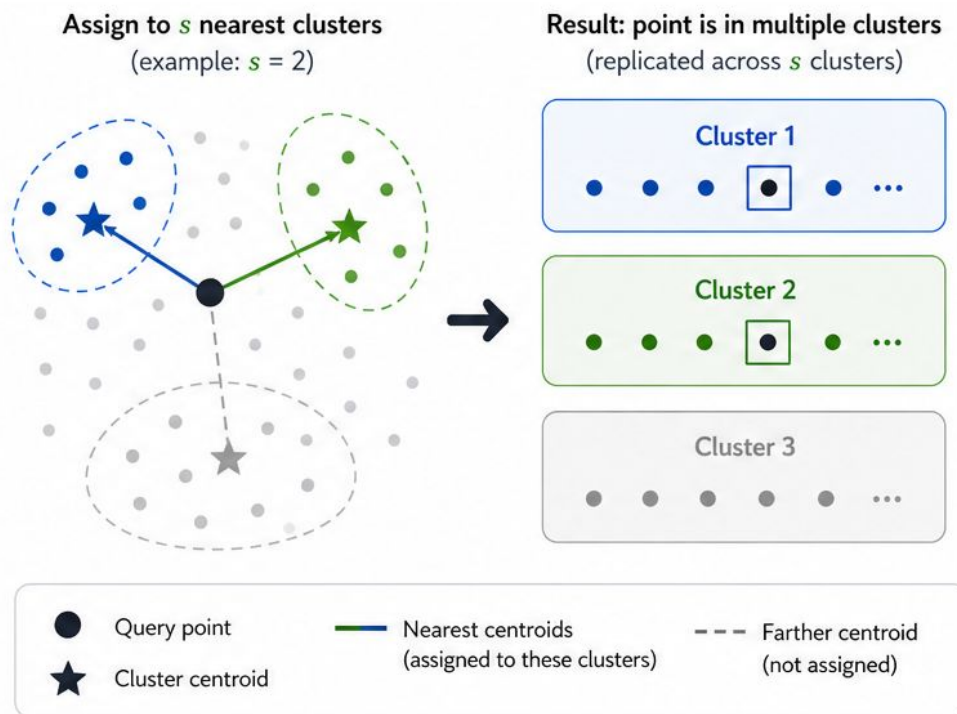 Assign to s nearest clusters
(example: s = 2)
Result: point is in multiple clusters
(replicated across s clusters)
Cluster 1
Cluster 2
Cluster 3
Query point
Cluster centroid
Nearest centroids
(assigned to these clusters)
Farther centroid
(not assigned)